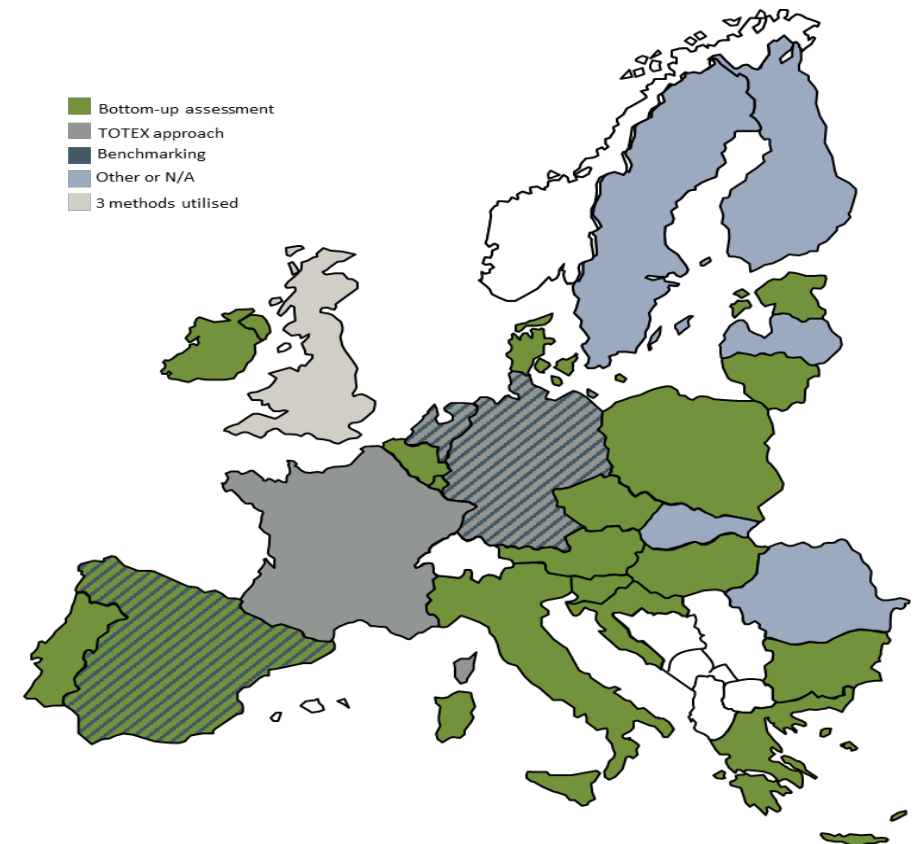 Bottom-up assessment
TOTEX approach
Benchmarking
Other or N/A
3 methods utilised